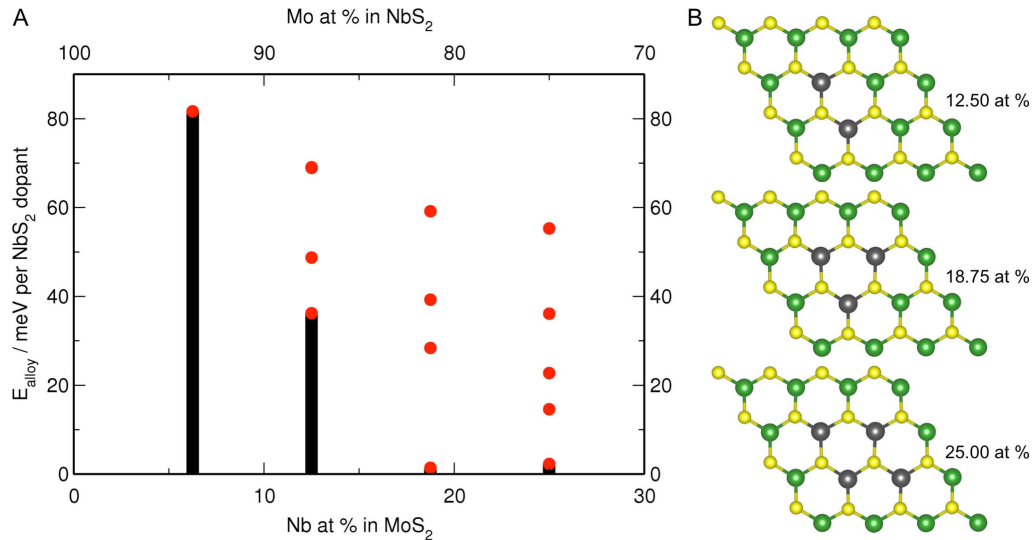 A
Mo at % in NbS₂
100 90 80 70
80 80
60 60
40 40
20 20
0 0
0 10 20 30
Nb at % in MoS₂
E_alloy / meV per NbS₂ dopant
B
12.50 at %
18.75 at %
25.00 at %